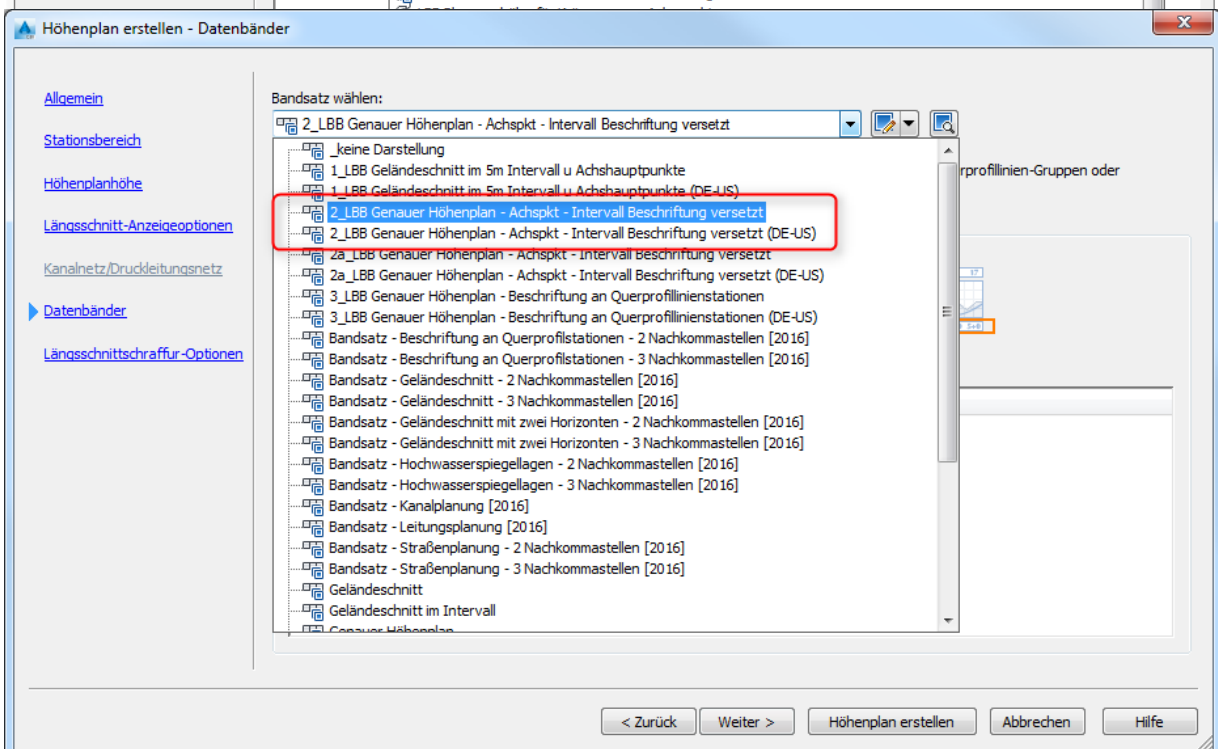 Höhenplan erstellen - Datenbänder
Allgemein
Stationsbereich
Höhenplanhöhe
Längsschnitt-Anzeigeoptionen
Kanalnetz/Druckleitungsnetz
Datenbänder
Längsschnittschraffur-Optionen
Bandsatz wählen:
2_LBB Genauer Höhenplan - Achspkt - Intervall Beschriftung versetzt
_keine Darstellung
1_LBB Geländeschnitt im 5m Intervall u Achshauptpunkte
rprofillinien-Gruppen oder
1_LBB Geländeschnitt im 5m Intervall u Achshauptpunkte (DE-US)
2_LBB Genauer Höhenplan - Achspkt - Intervall Beschriftung versetzt
2_LBB Genauer Höhenplan - Achspkt - Intervall Beschriftung versetzt (DE-US)
2a_LBB Genauer Höhenplan - Achspkt - Intervall Beschriftung versetzt
2a_LBB Genauer Höhenplan - Achspkt - Intervall Beschriftung versetzt (DE-US)
17
3_LBB Genauer Höhenplan - Beschriftung an Querprofillinienstationen
3_LBB Genauer Höhenplan - Beschriftung an Querprofillinienstationen (DE-US)
Bandsatz - Beschriftung an Querprofilstationen - 2 Nachkommastellen [2016]
Bandsatz - Beschriftung an Querprofilstationen - 3 Nachkommastellen [2016]
Bandsatz - Geländeschnitt - 2 Nachkommastellen [2016]
Bandsatz - Geländeschnitt - 3 Nachkommastellen [2016]
Bandsatz - Geländeschnitt mit zwei Horizonten - 2 Nachkommastellen [2016]
Bandsatz - Geländeschnitt mit zwei Horizonten - 3 Nachkommastellen [2016]
Bandsatz - Hochwasserspiegellagen - 2 Nachkommastellen [2016]
Bandsatz - Hochwasserspiegellagen - 3 Nachkommastellen [2016]
Bandsatz - Kanalplanung [2016]
Bandsatz - Leitungsplanung [2016]
Bandsatz - Straßenplanung - 2 Nachkommastellen [2016]
Bandsatz - Straßenplanung - 3 Nachkommastellen [2016]
Geländeschnitt
Geländeschnitt im Intervall
Genauer Höhenplan
< Zurück
Weiter >
Höhenplan erstellen
Abbrechen
Hilfe